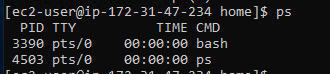 [ec2-user@ip-172-31-47-234 home]$ ps
PID TTY TIME CMD
3390 pts/0 00:00:00 bash
4503 pts/0 00:00:00 ps